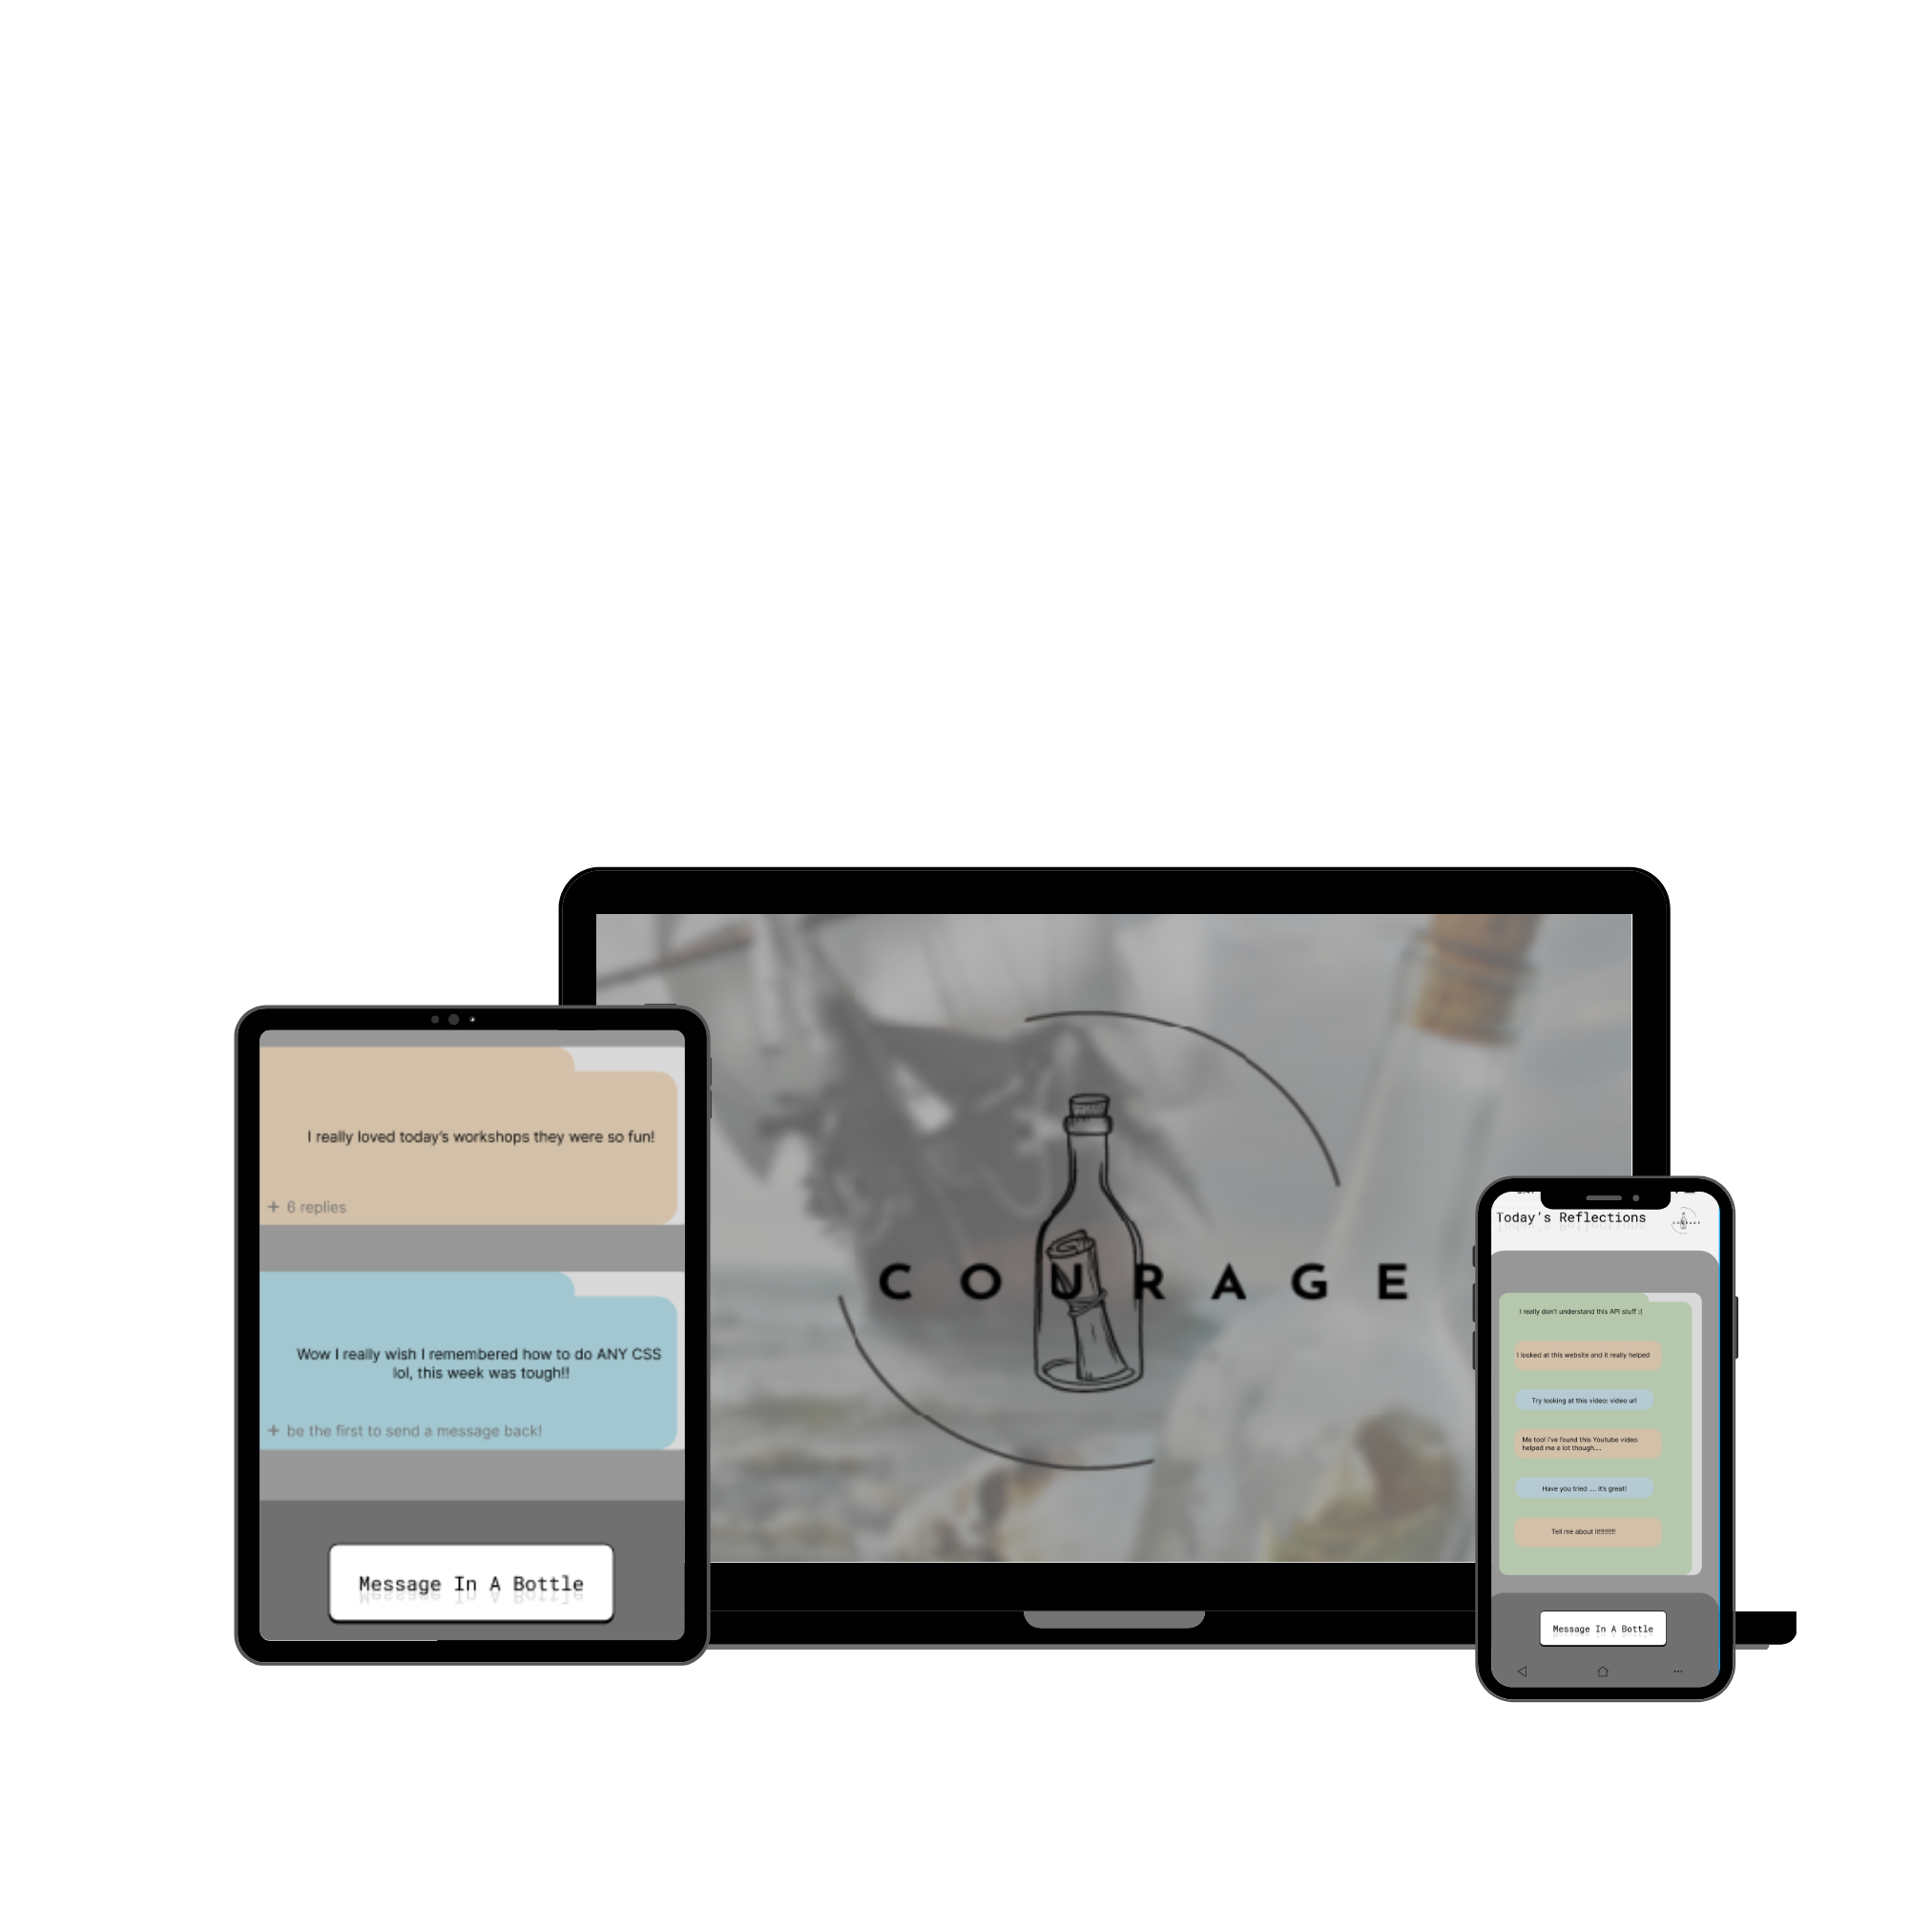 I really loved today's workshops they were so fun!
+ 6 replies
Wow I really wish I remembered how to do ANY CSS
lol, this week was tough!!
+ be the first to send a message back!
Message In A Bottle
COURAGE
Today's Reflections
I really don't understand this API stuff :(
I looked at this website and it really helped
Try looking at this video: video url
Me too! i've found this Youtube video
helped me a lot though....
Have you tried .... it's great!
Tell me about it!!!!!!!!!
Message In A Bottle